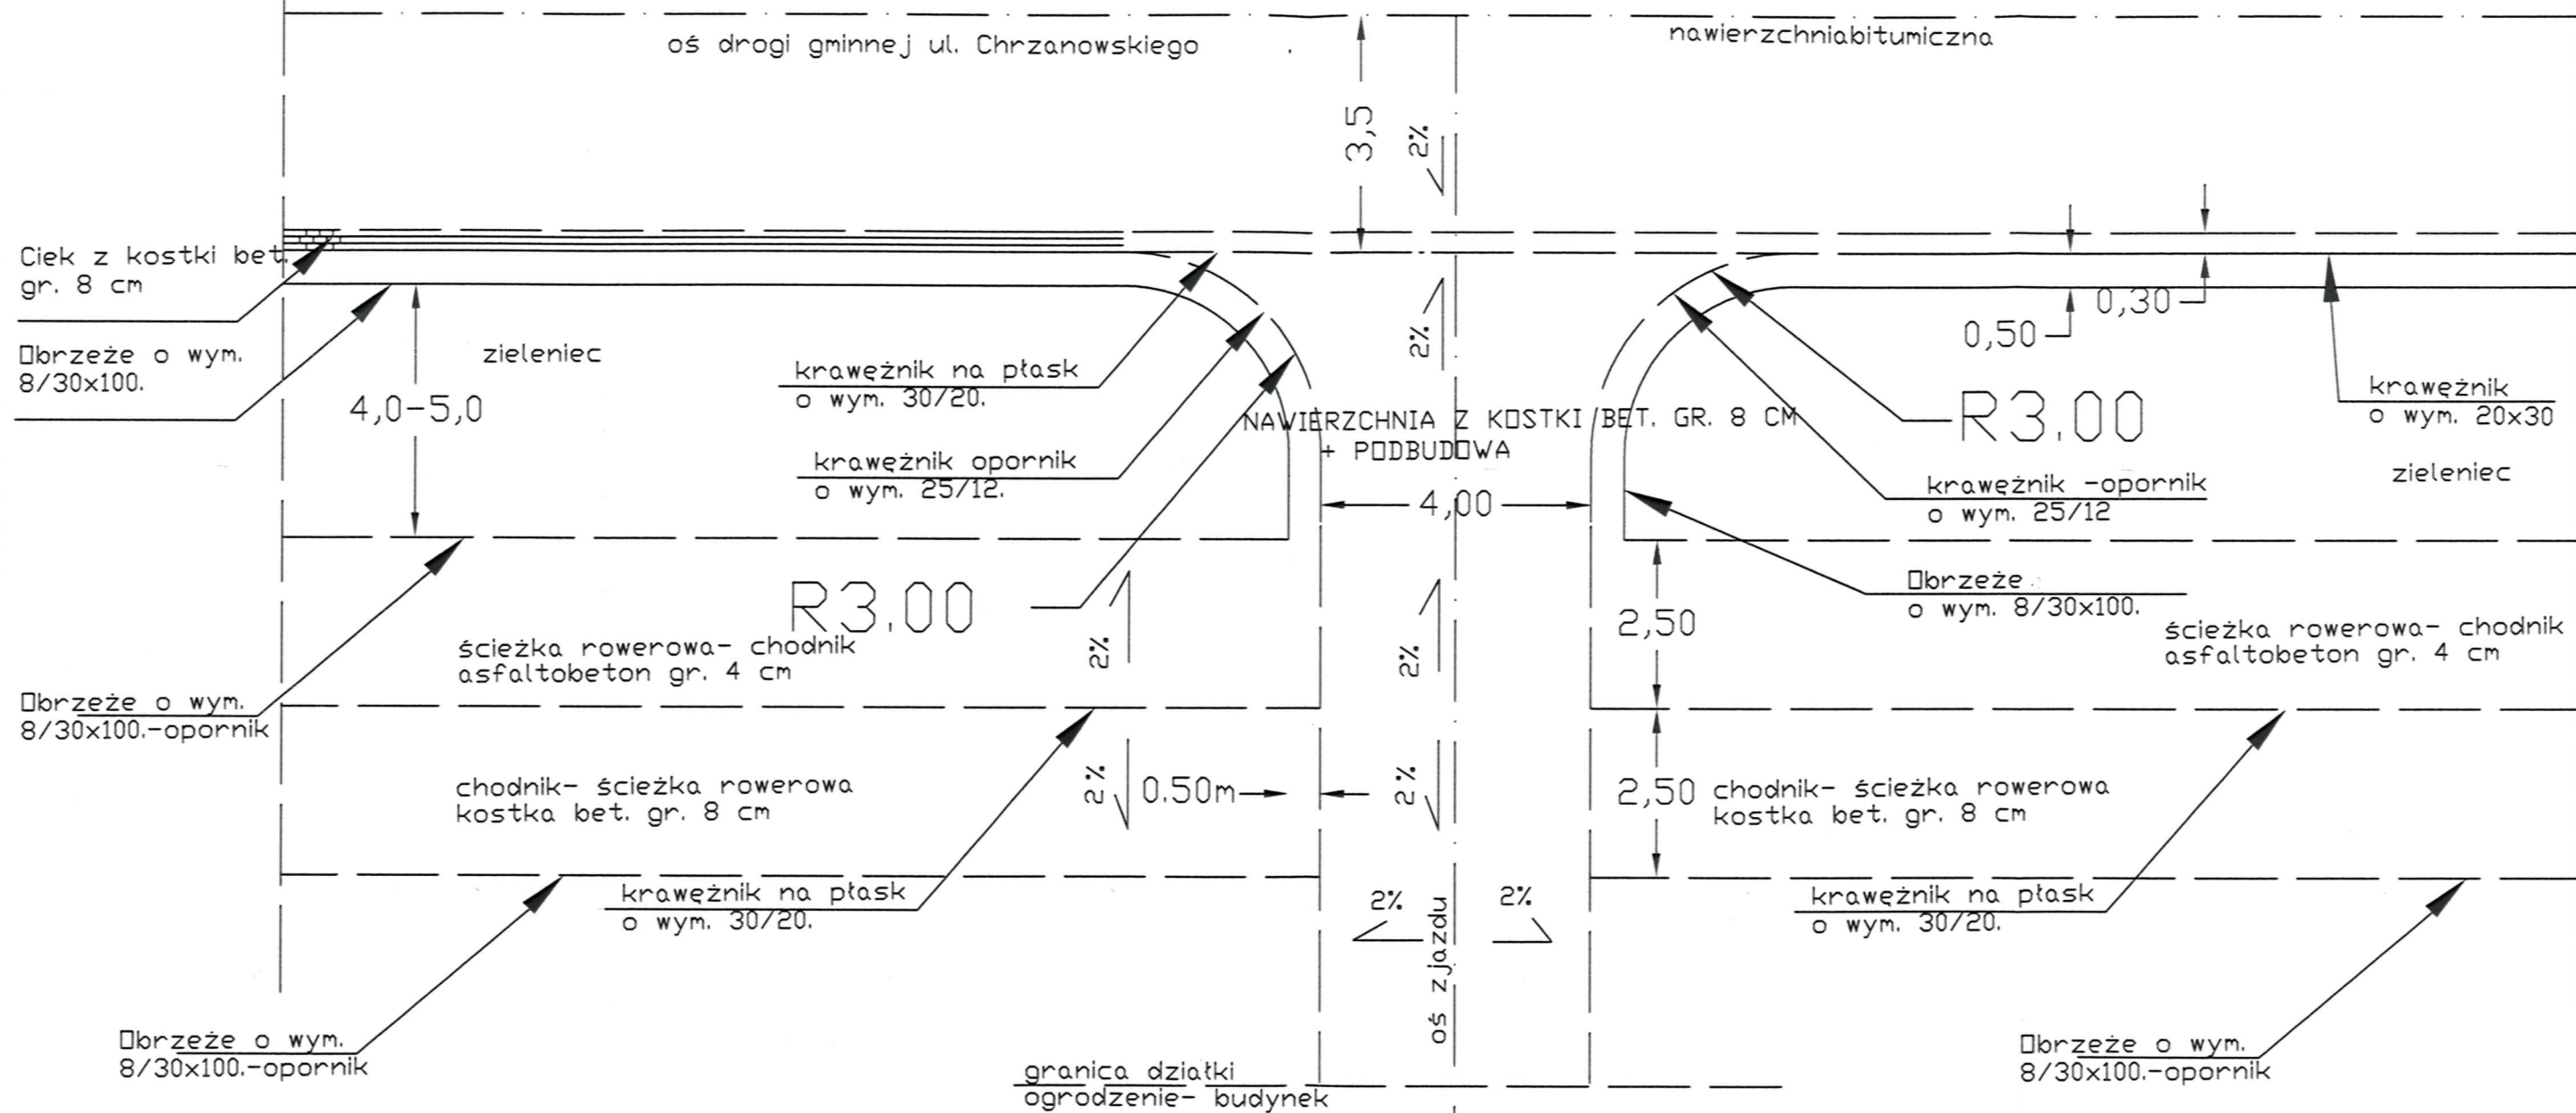 oś drogi gminnej ul. Chrzanowskiego
nawierzchniabitumiczna
3,5
2%
Ciek z kostki bet.
gr. 8 cm
Obrzeże o wym.
8/30x100.
zieleniec
4,0-5,0
krawężnik na płask
o wym. 30/20.
krawężnik opornik
o wym. 25/12.
2%
NAWIERZCHNIA Z KOSTKI BET. GR. 8 CM
+ PODBUDOWA
4,00
0,30
0,50
R3.00
krawężnik
o wym. 20x30
zieleniec
krawężnik -opornik
o wym. 25/12
Obrzeże
o wym. 8/30x100.
R3.00
ścieżka rowerowa- chodnik
asfaltobeton gr. 4 cm
2%
2%
2,50
ścieżka rowerowa- chodnik
asfaltobeton gr. 4 cm
Obrzeże o wym.
8/30x100.-opornik
chodnik- ścieżka rowerowa
kostka bet. gr. 8 cm
2%
0.50m
2%
2,50
chodnik- ścieżka rowerowa
kostka bet. gr. 8 cm
krawężnik na płask
o wym. 30/20.
2%
2%
oś zjazdu
krawężnik na płask
o wym. 30/20.
Obrzeże o wym.
8/30x100.-opornik
granica działki
ogrodzenie- budynek
Obrzeże o wym.
8/30x100.-opornik